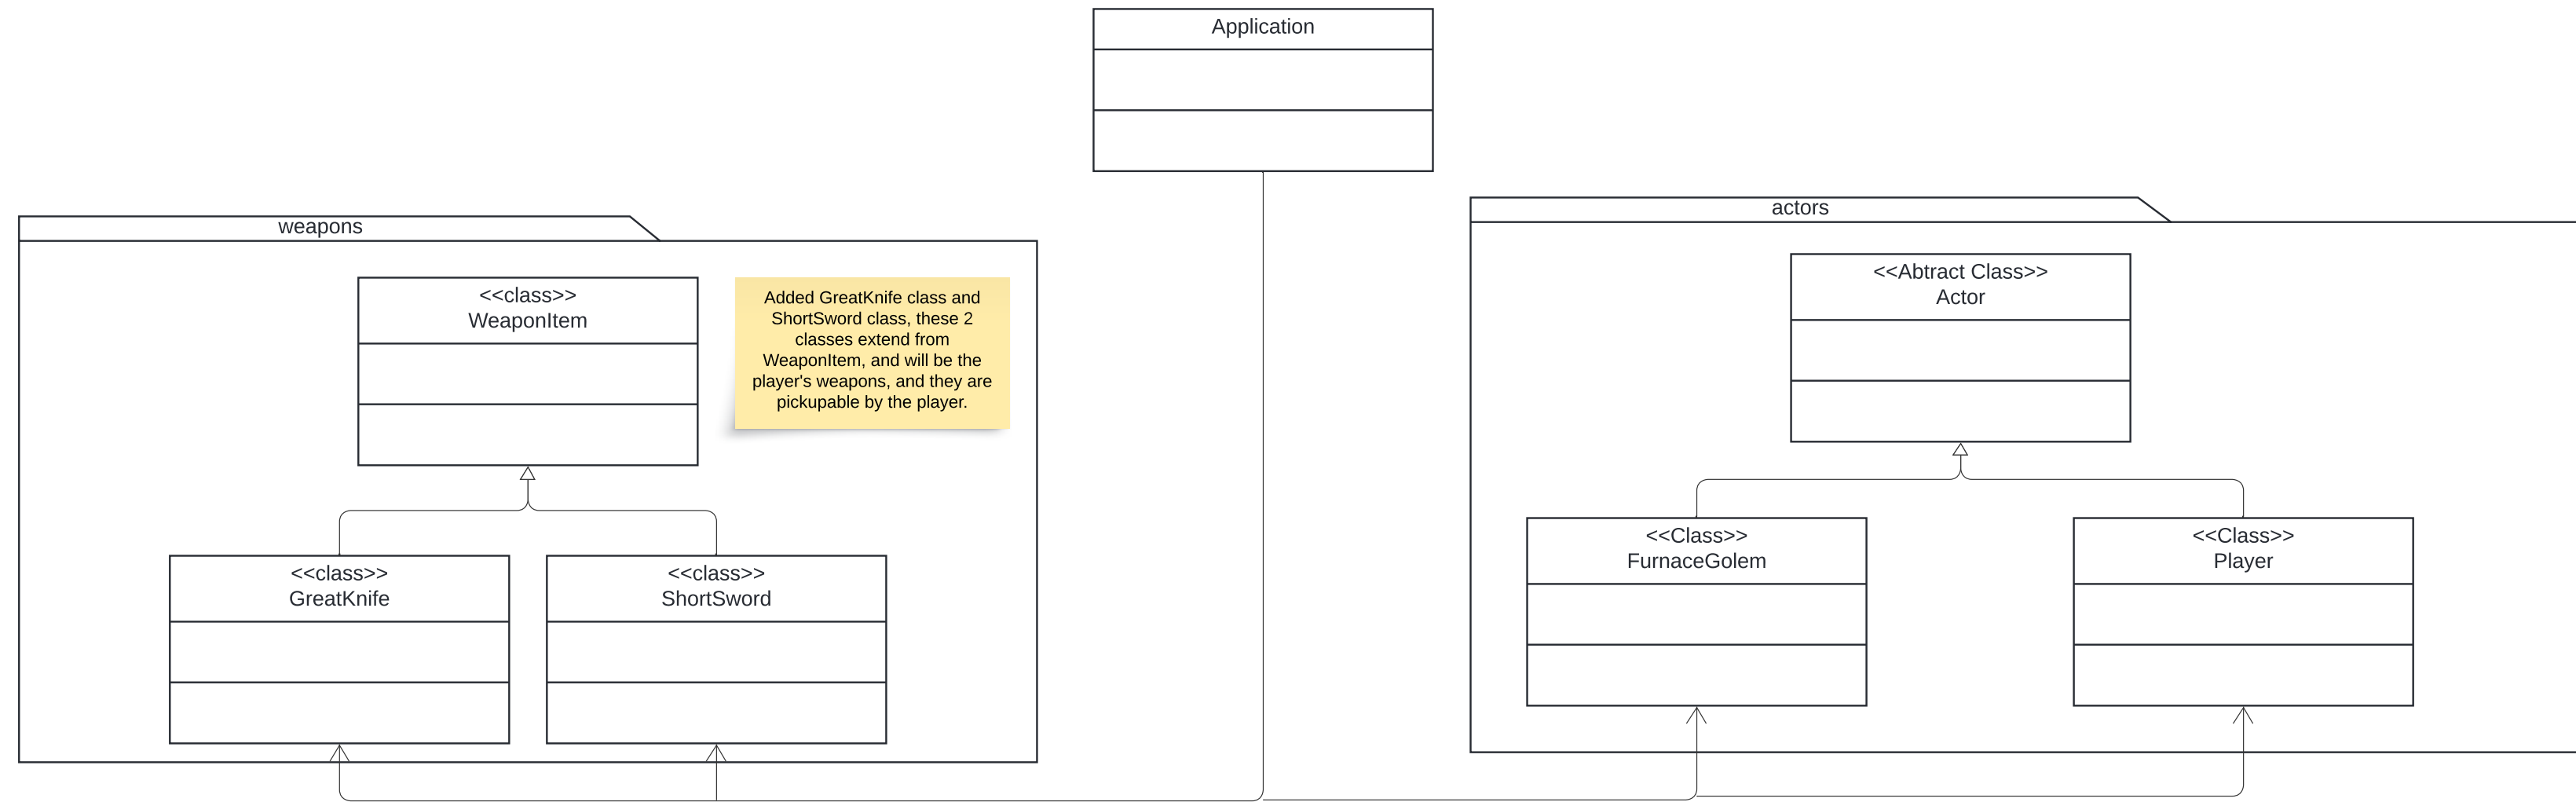 Application
weapons
<<class>>
WeaponItem
Added GreatKnife class and
ShortSword class, these 2
classes extend from
WeaponItem, and will be the
player's weapons, and they are
pickupable by the player.
<<class>>
GreatKnife
<<class>>
ShortSword
actors
<<Abtract Class>>
Actor
<<Class>>
FurnaceGolem
<<Class>>
Player